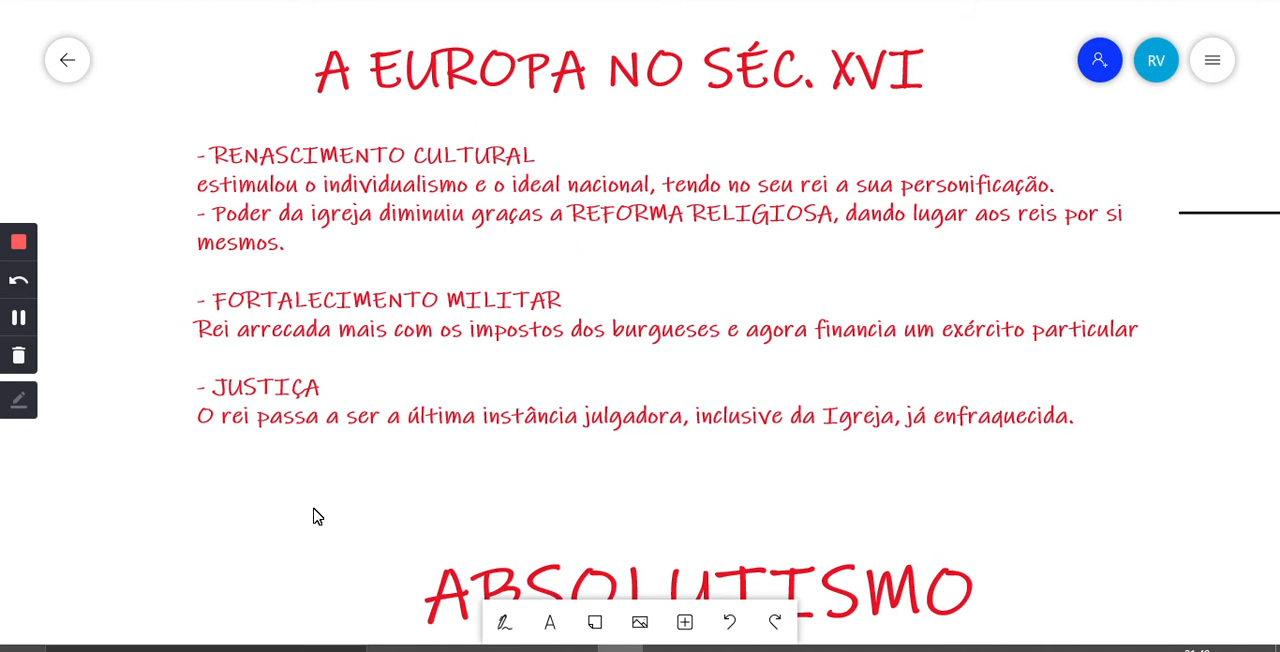 A EUROPA NO SÉC. XVI
RV
- RENASCIMENTO CULTURAL
estimulou o individualismo e o ideal nacional, tendo no seu rei a sua personificação.
- Poder da igreja diminuiu graças a REFORMA RELIGIOSA, dando lugar aos reis por si
mesmos.
- FORTALECIMENTO MILITAR
Rei arrecada mais com os impostos dos burgueses e agora financia um exército particular
- JUSTIÇA
O rei passa a ser a última instância julgadora, inclusive da Igreja, já enfraquecida.
ABSOLUTISMO
A